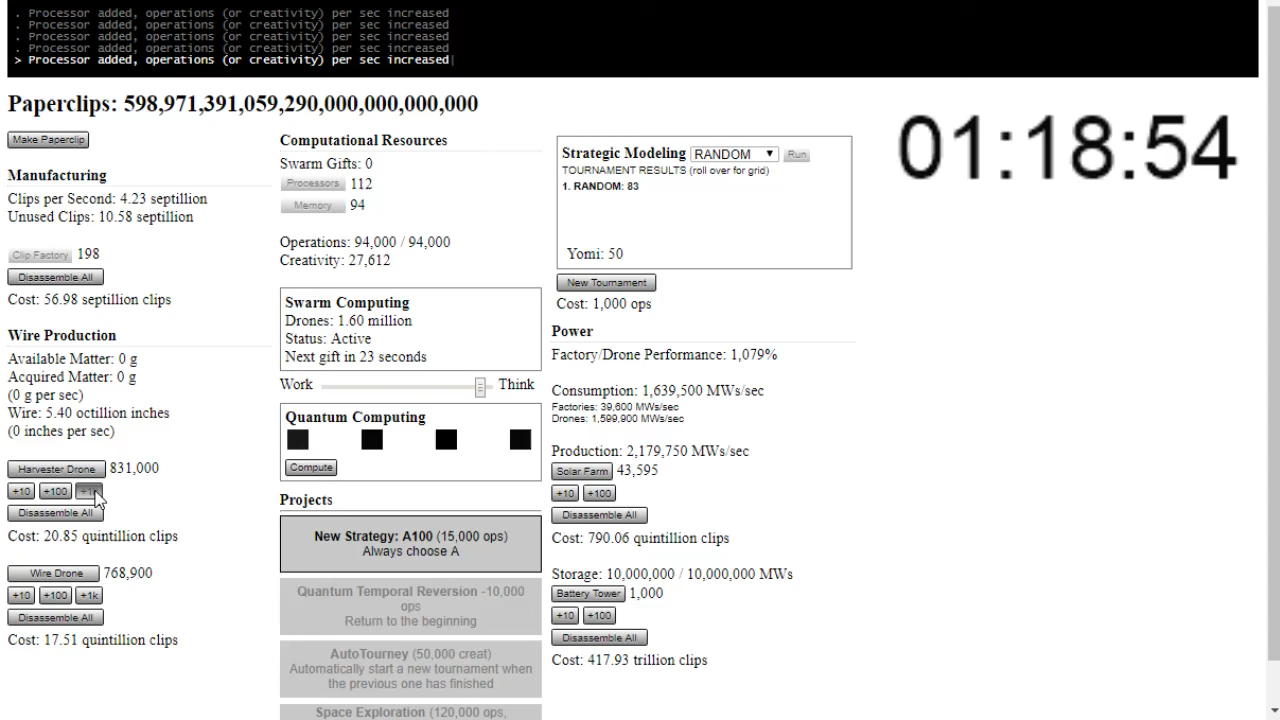 . Processor added, operations (or creativity) per sec increased
. Processor added, operations (or creativity) per sec increased
. Processor added, operations (or creativity) per sec increased
. Processor added, operations (or creativity) per sec increased
> Processor added, operations (or creativity) per sec increased
Paperclips: 598,971,391,059,290,000,000,000,000
01:18:54
Make Paperclip
Manufacturing
Clips per Second: 4.23 septillion
Unused Clips: 10.58 septillion
Clip Factory 198
Disassemble All
Cost: 56.98 septillion clips
Wire Production
Available Matter: 0 g
Acquired Matter: 0 g
(0 g per sec)
Wire: 5.40 octillion inches
(0 inches per sec)
Harvester Drone 831,000
+10 +100
Disassemble All
Cost: 20.85 quintillion clips
Wire Drone 768,900
+10 +100 +1k
Disassemble All
Cost: 17.51 quintillion clips
Computational Resources
Swarm Gifts: 0
Processors 112
Memory 94
Operations: 94,000 / 94,000
Creativity: 27,612
Swarm Computing
Drones: 1.60 million
Status: Active
Next gift in 23 seconds
Work Think
Quantum Computing
Compute
Projects
New Strategy: A100 (15,000 ops)
Always choose A
Quantum Temporal Reversion -10,000
ops
Return to the beginning
AutoTourney (50,000 creat)
Automatically start a new tournament when
the previous one has finished
Space Exploration (120,000 ops,
Strategic Modeling RANDOM ▼ Run
TOURNAMENT RESULTS (roll over for grid)
1. RANDOM: 83
Yomi: 50
New Tournament
Cost: 1,000 ops
Power
Factory/Drone Performance: 1,079%
Consumption: 1,639,500 MWs/sec
Factories: 39,600 MWs/sec
Drones: 1,599,900 MWs/sec
Production: 2,179,750 MWs/sec
Solar Farm 43,595
+10 +100
Disassemble All
Cost: 790.06 quintillion clips
Storage: 10,000,000 / 10,000,000 MWs
Battery Tower 1,000
+10 +100
Disassemble All
Cost: 417.93 trillion clips